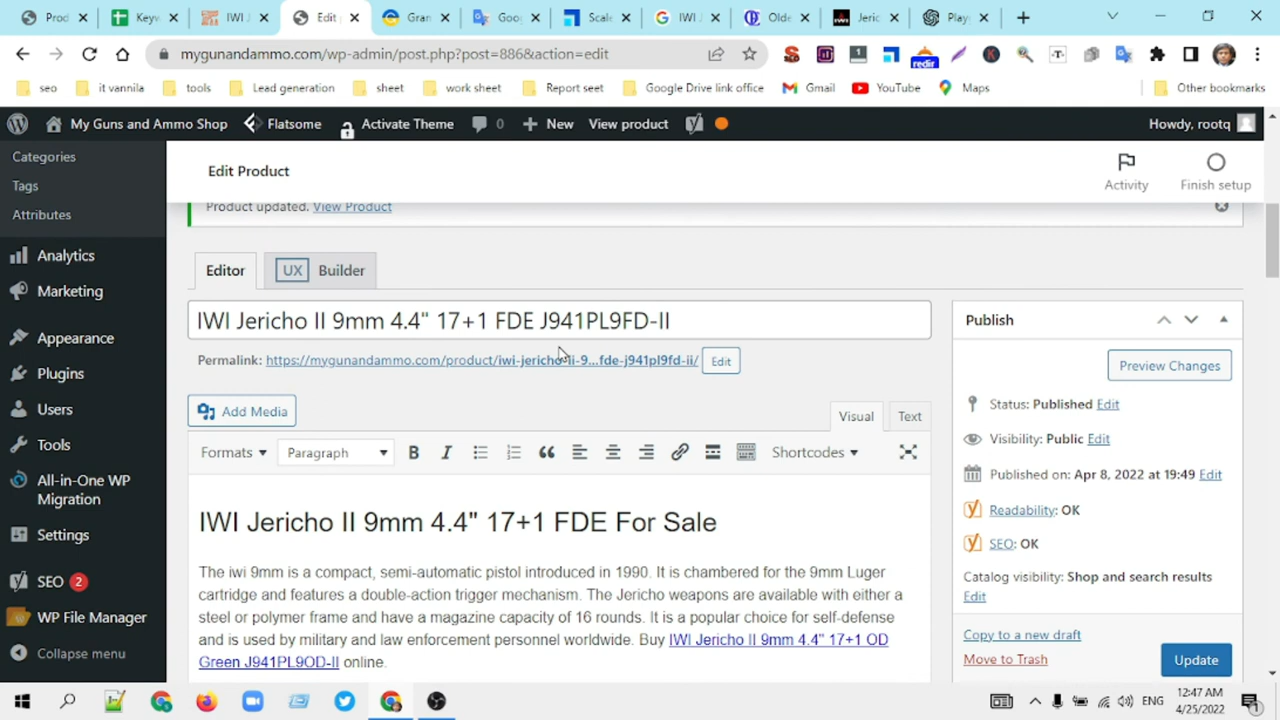 Prod
Keyw
IWI J
Edit p
Gran
Goo
Scale
IWI J
Olde
Jeric
Play
mygunandammo.com/wp-admin/post.php?post=886&action=edit
redir
seo
it vannila
tools
Lead generation
sheet
work sheet
Report seet
Google Drive link office
Gmail
YouTube
Maps
Other bookmarks
My Guns and Ammo Shop
Flatsome
Activate Theme
0
New
View product
Howdy, rootq
Categories
Tags
Attributes
Analytics
Marketing
Appearance
Plugins
Users
Tools
All-in-One WP
Migration
Settings
SEO 2
WP File Manager
Collapse menu
Edit Product
Activity
Finish setup
Product updated. View Product
Editor
UX Builder
IWI Jericho II 9mm 4.4" 17+1 FDE J941PL9FD-II
Permalink: https://mygunandammo.com/product/iwi-jericho-ii-9...fde-j941pl9fd-ii/ Edit
Add Media
Visual
Text
Formats
Paragraph
Shortcodes
IWI Jericho II 9mm 4.4" 17+1 FDE For Sale
The iwi 9mm is a compact, semi-automatic pistol introduced in 1990. It is chambered for the 9mm Luger
cartridge and features a double-action trigger mechanism. The Jericho weapons are available with either a
steel or polymer frame and have a magazine capacity of 16 rounds. It is a popular choice for self-defense
and is used by military and law enforcement personnel worldwide. Buy IWI Jericho II 9mm 4.4" 17+1 OD
Green J941PL9OD-II online.
Publish
Preview Changes
Status: Published Edit
Visibility: Public Edit
Published on: Apr 8, 2022 at 19:49 Edit
Readability: OK
SEO: OK
Catalog visibility: Shop and search results
Edit
Copy to a new draft
Move to Trash
Update
ENG
12:47 AM
4/25/2022